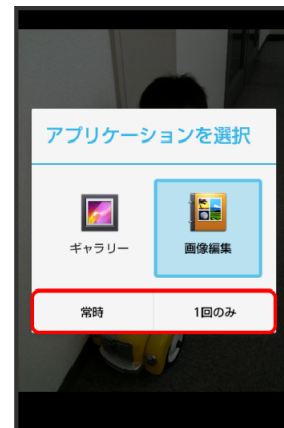 アプリケーションを選択
ギャラリー
画像編集
常時
1回のみ